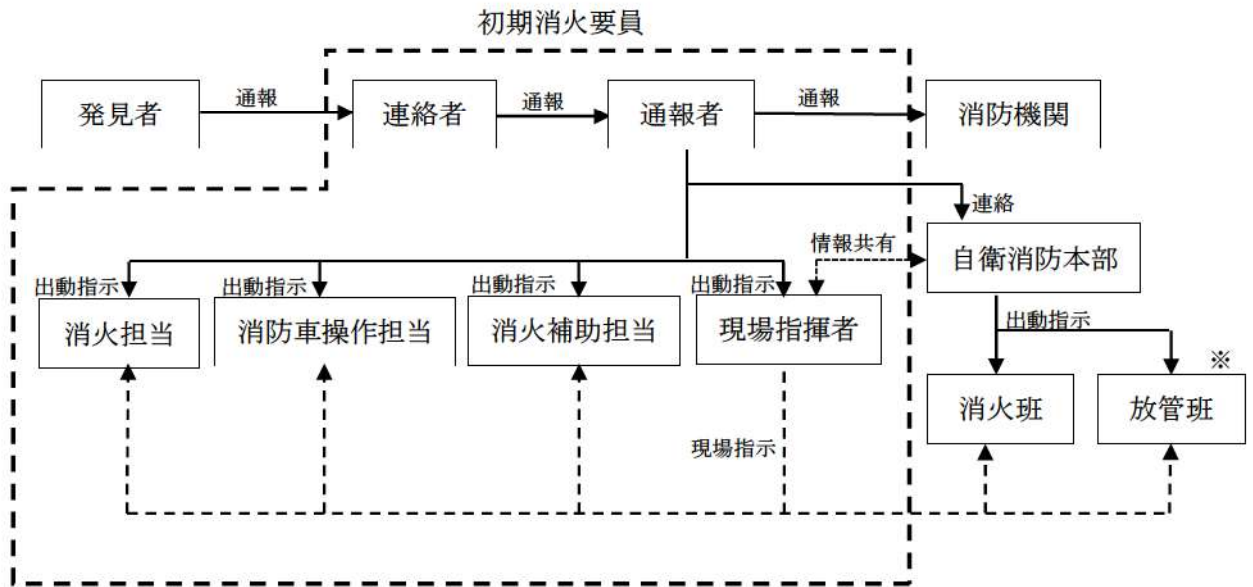 初期消火要員
発見者
通報
連絡者
通報
通報者
通報
消防機関
連絡
情報共有
自衛消防本部
出動指示
出動指示
出動指示
出動指示
消火担当
消防車操作担当
消火補助担当
現場指揮者
出動指示
※
消火班
放管班
現場指示